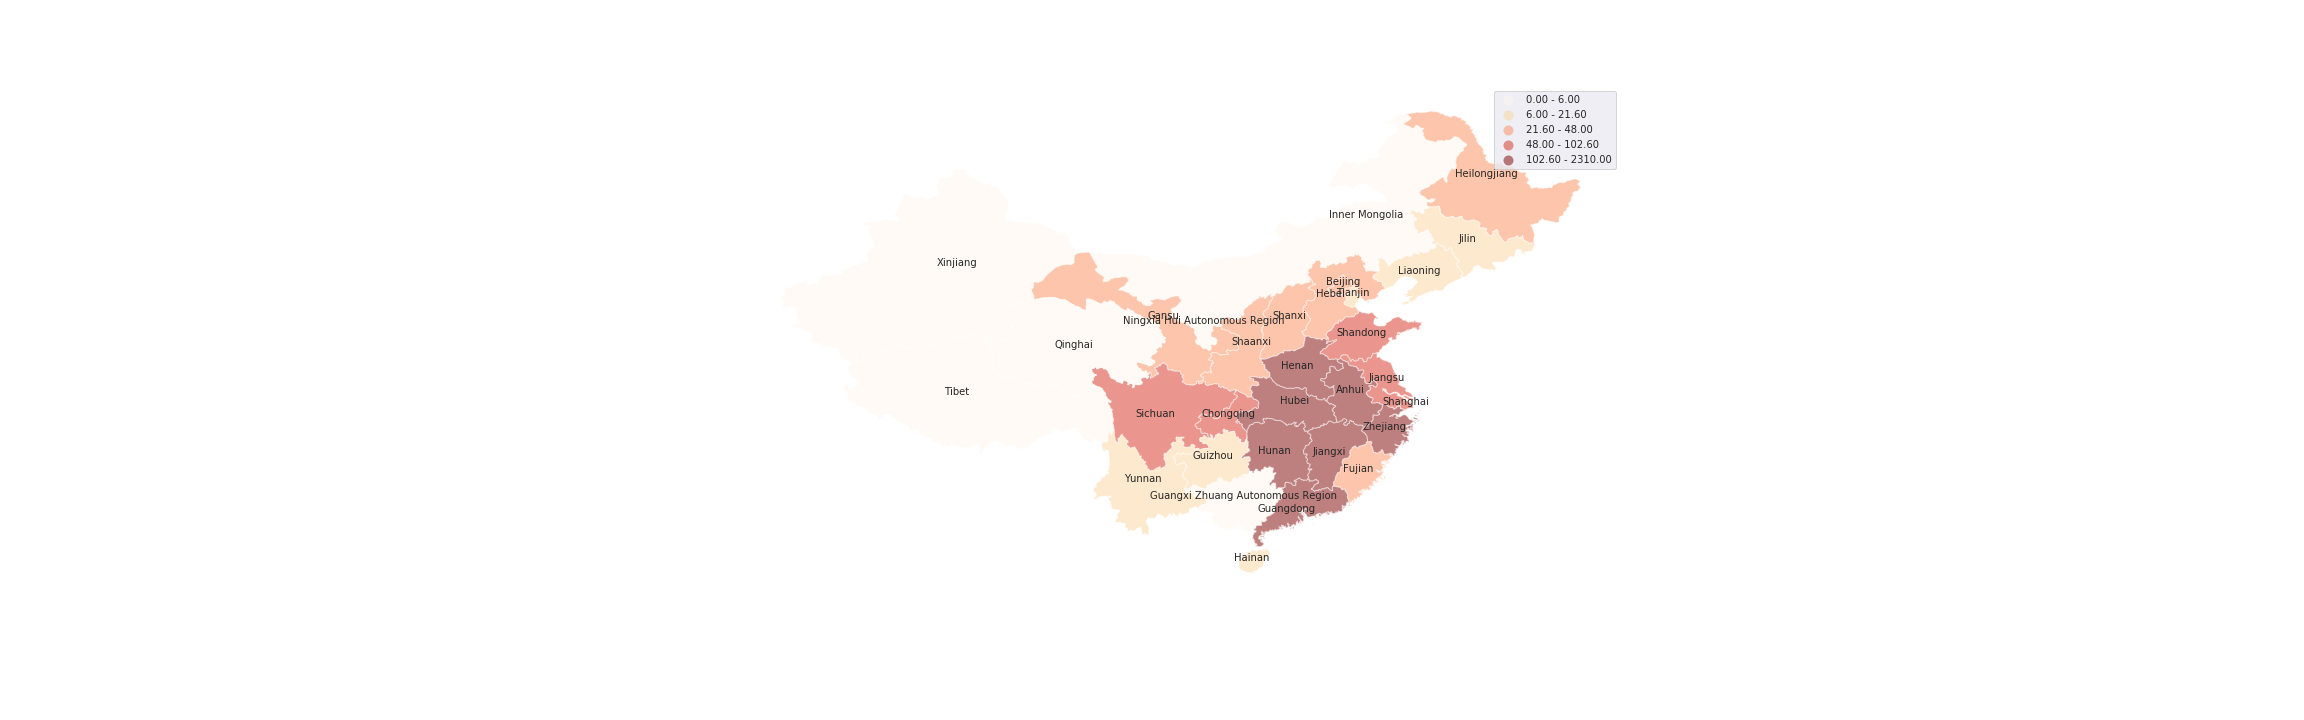 0.00 - 6.00
6.00 - 21.60
21.60 - 48.00
48.00 - 102.60
102.60 - 2310.00
Heilongjiang
Inner Mongolia
Jilin
Xinjiang
Liaoning
Beijing
Hebei
Tianjin
Gansu
Shanxi
Ningxia Hui Autonomous Region
Shandong
Shaanxi
Qinghai
Henan
Jiangsu
Anhui
Tibet
Hubei
Shanghai
Sichuan
Chongqing
Zhejiang
Hunan
Jiangxi
Guizhou
Fujian
Yunnan
Guangxi Zhuang Autonomous Region
Guangdong
Hainan